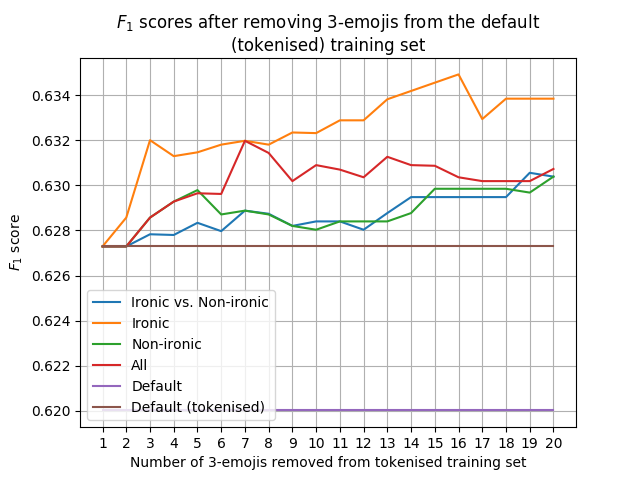 F₁ scores after removing 3-emojis from the default
(tokenised) training set
F₁ score
0.634
0.632
0.630
0.628
0.626
0.624
0.622
0.620
Ironic vs. Non-ironic
Ironic
Non-ironic
All
Default
Default (tokenised)
1 2 3 4 5 6 7 8 9 10 11 12 13 14 15 16 17 18 19 20
Number of 3-emojis removed from tokenised training set